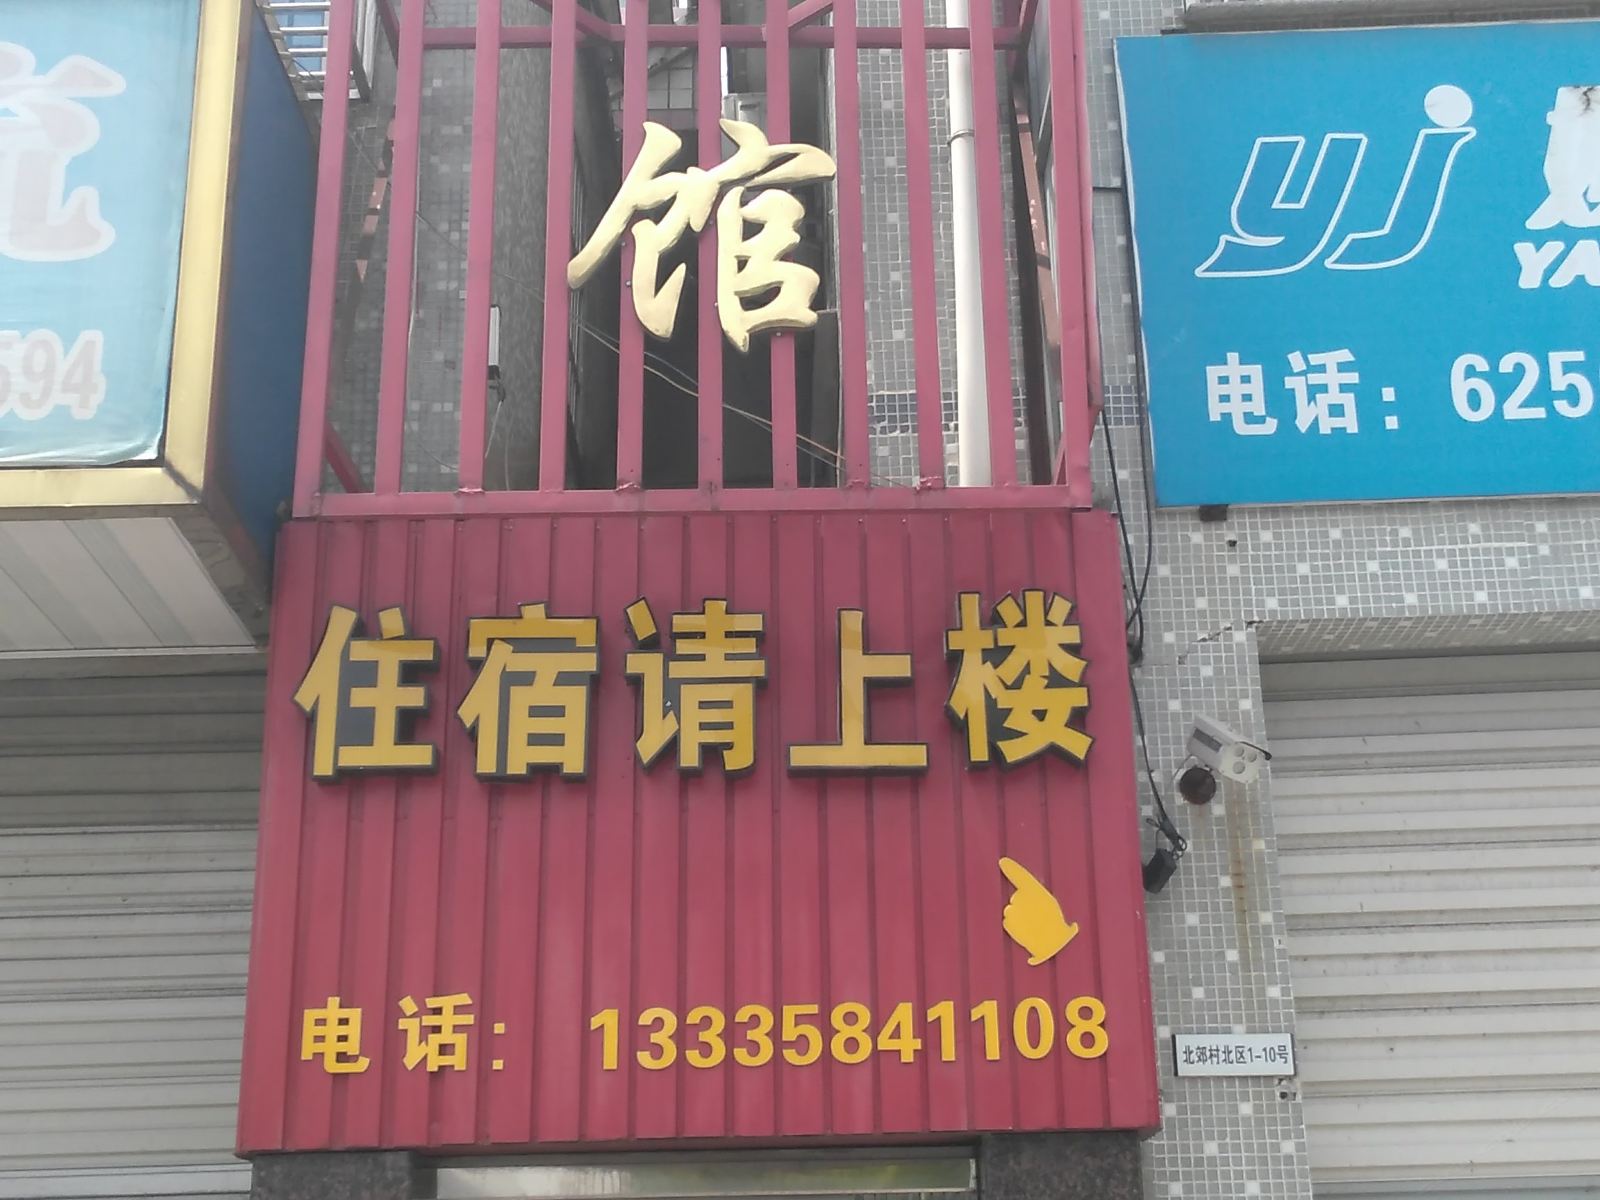 馆
住宿请上楼
电话：13335841108
594
yj
YA
电话：625
北郊村北区1-10号